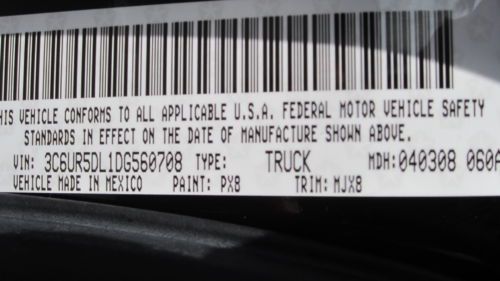 HIS VEHICLE CONFORMS TO ALL APPLICABLE U.S.A. FEDERAL MOTOR VEHICLE SAFETY
STANDARDS IN EFFECT ON THE DATE OF MANUFACTURE SHOWN ABOVE.
VIN: 3C6UR5DL1DG560708 TYPE: TRUCK MDH: 040308 060A
VEHICLE MADE IN MEXICO PAINT: PX8 TRIM: MJX8